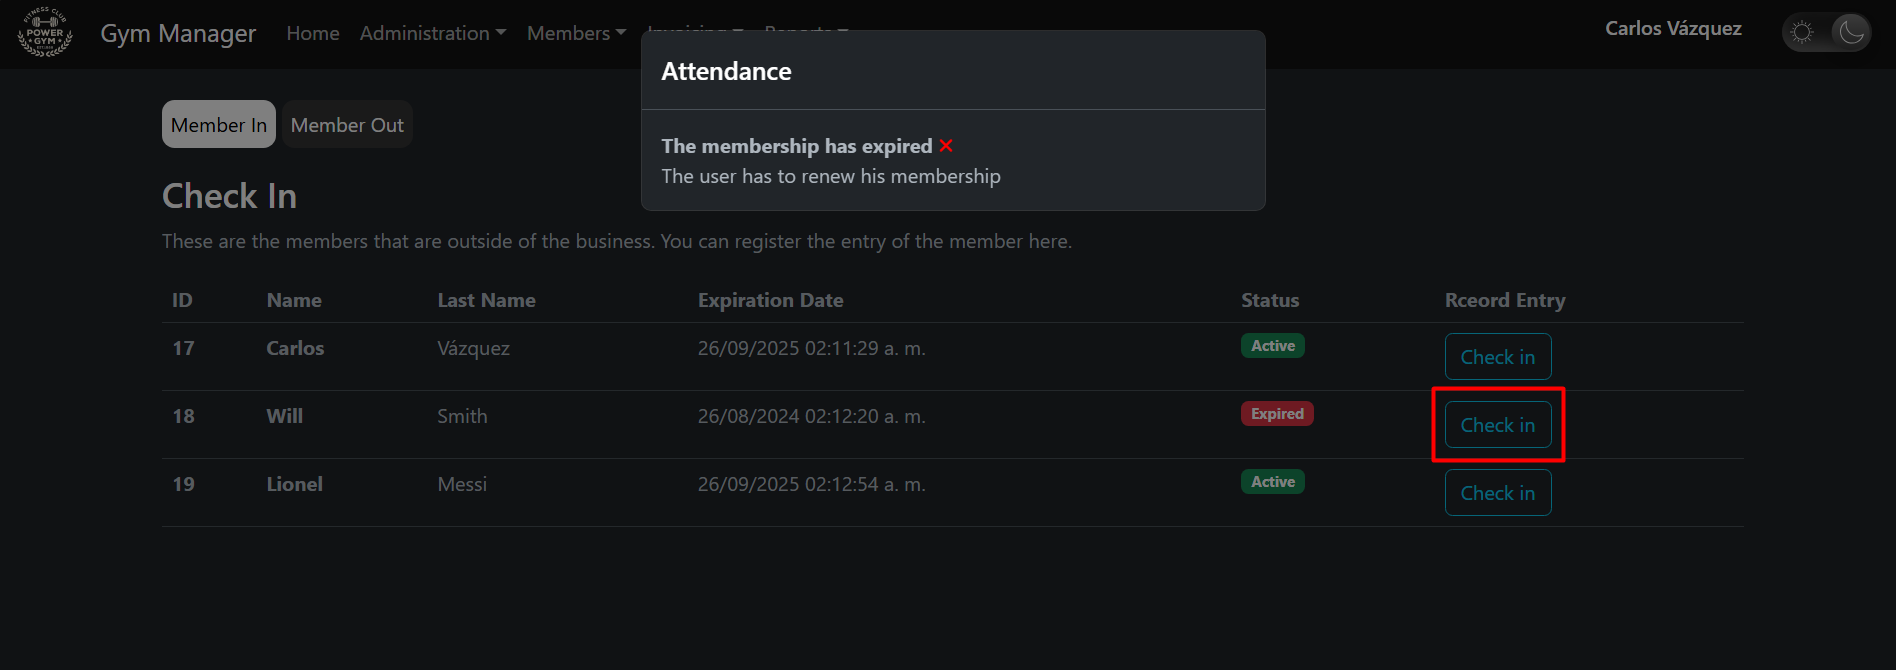 FITNESS CLUB
POWER
GYM
Gym Manager
Home
Administration
Members
Invoicing
Reports
Carlos Vázquez
Attendance
The membership has expired ❌
The user has to renew his membership
Member In
Member Out
Check In
These are the members that are outside of the business. You can register the entry of the member here.
ID Name Last Name Expiration Date Status Rceord Entry
17 Carlos Vázquez 26/09/2025 02:11:29 a. m. Active Check in
18 Will Smith 26/08/2024 02:12:20 a. m. Expired Check in
19 Lionel Messi 26/09/2025 02:12:54 a. m. Active Check in